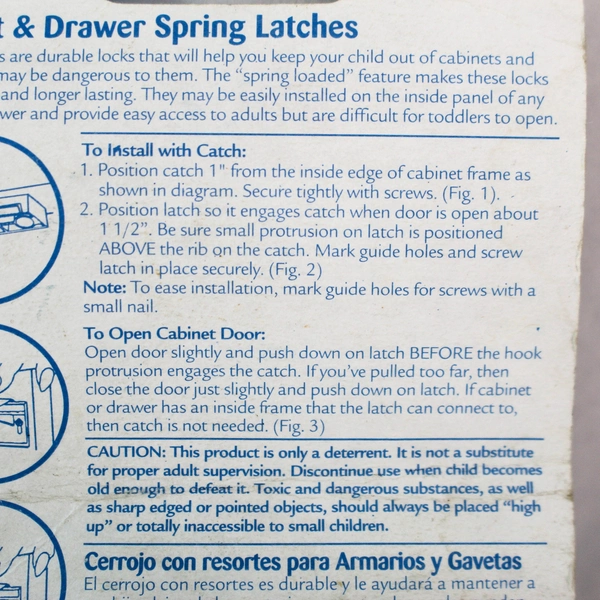 & Drawer Spring Latches
are durable locks that will help you keep your child out of cabinets and
may be dangerous to them. The “spring loaded” feature makes these locks
and longer lasting. They may be easily installed on the inside panel of any
and provide easy access to adults but are difficult for toddlers to open.
To Install with Catch:
1. Position catch 1" from the inside edge of cabinet frame as
shown in diagram. Secure tightly with screws. (Fig. 1).
2. Position latch so it engages catch when door is open about
1 1/2”. Be sure small protrusion on latch is positioned
ABOVE the rib on the catch. Mark guide holes and screw
latch in place securely. (Fig. 2)
Note: To ease installation, mark guide holes for screws with a
small nail.
To Open Cabinet Door:
Open door slightly and push down on latch BEFORE the hook
protrusion engages the catch. If you’ve pulled too far, then
close the door just slightly and push down on latch. If cabinet
or drawer has an inside frame that the latch can connect to,
then catch is not needed. (Fig. 3)
CAUTION: This product is only a deterrent. It is not a substitute
for proper adult supervision. Discontinue use when child becomes
old enough to defeat it. Toxic and dangerous substances, as well
as sharp edged or pointed objects, should always be placed “high
up” or totally inaccessible to small children.
Cerrojo con resortes para Armarios y Gavetas
El cerrojo con resortes es durable y le ayudará a mantener a